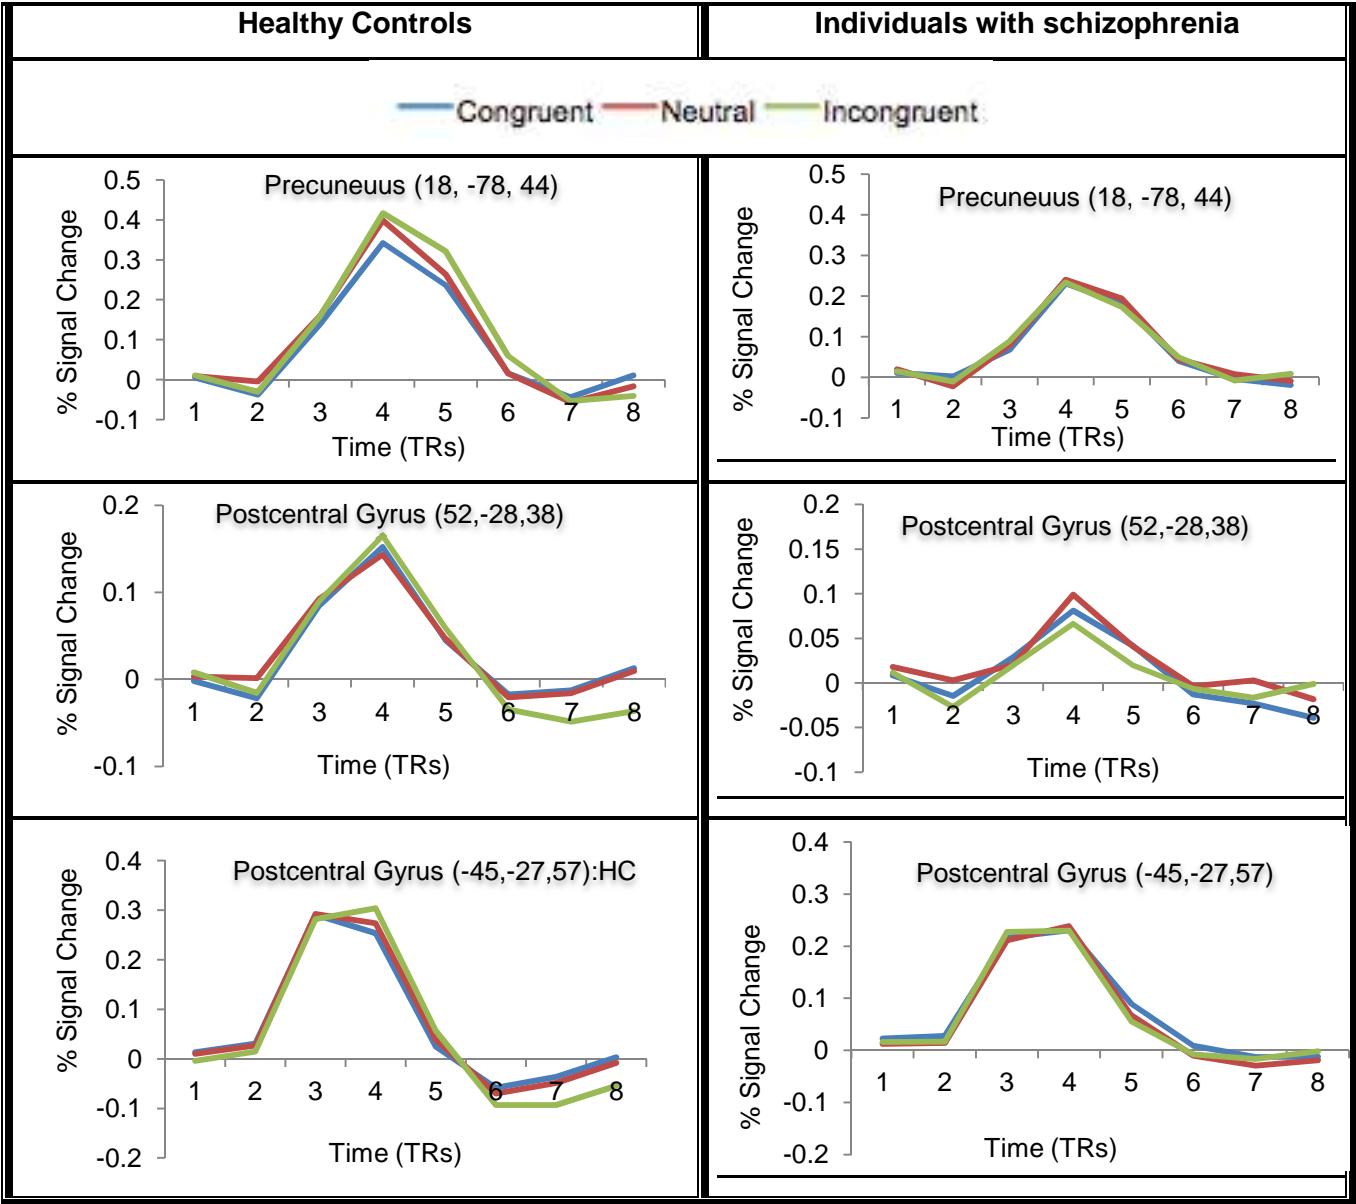 Healthy Controls
Individuals with schizophrenia
Congruent Neutral Incongruent
Precuneuus (18, -78, 44)
% Signal Change
0.5
0.4
0.3
0.2
0.1
0
-0.1
1 2 3 4 5 6 7 8
Time (TRs)
Precuneuus (18, -78, 44)
% Signal Change
0.5
0.4
0.3
0.2
0.1
0
-0.1
1 2 3 4 5 6 7 8
Time (TRs)
Postcentral Gyrus (52,-28,38)
% Signal Change
0.2
0.1
0
-0.1
1 2 3 4 5 6 7 8
Time (TRs)
Postcentral Gyrus (52,-28,38)
% Signal Change
0.2
0.15
0.1
0.05
0
-0.05
-0.1
1 2 3 4 5 6 7 8
Time (TRs)
Postcentral Gyrus (-45,-27,57):HC
% Signal Change
0.4
0.3
0.2
0.1
0
-0.1
-0.2
1 2 3 4 5 6 7 8
Time (TRs)
Postcentral Gyrus (-45,-27,57)
% Signal Change
0.4
0.3
0.2
0.1
0
-0.1
-0.2
1 2 3 4 5 6 7 8
Time (TRs)